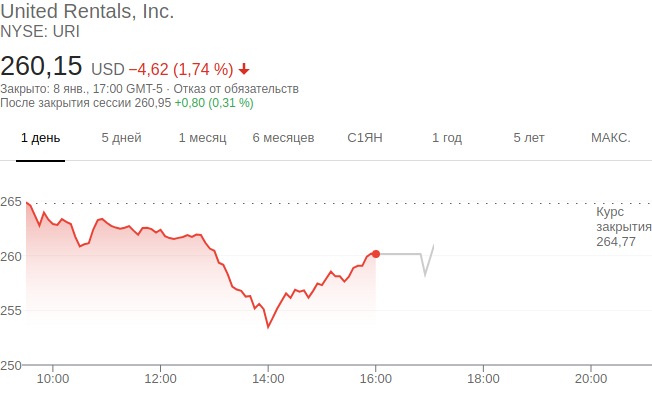 United Rentals, Inc.
NYSE: URI
260,15 USD −4,62 (1,74 %)
Закрыто: 8 янв., 17:00 GMT-5 · Отказ от обязательств
После закрытия сессии 260,95 +0,80 (0,31 %)
1 день 5 дней 1 месяц 6 месяцев С1ЯН 1 год 5 лет МАКС.
265
Курс
закрытия
264,77
260
255
250
10:00 12:00 14:00 16:00 18:00 20:00